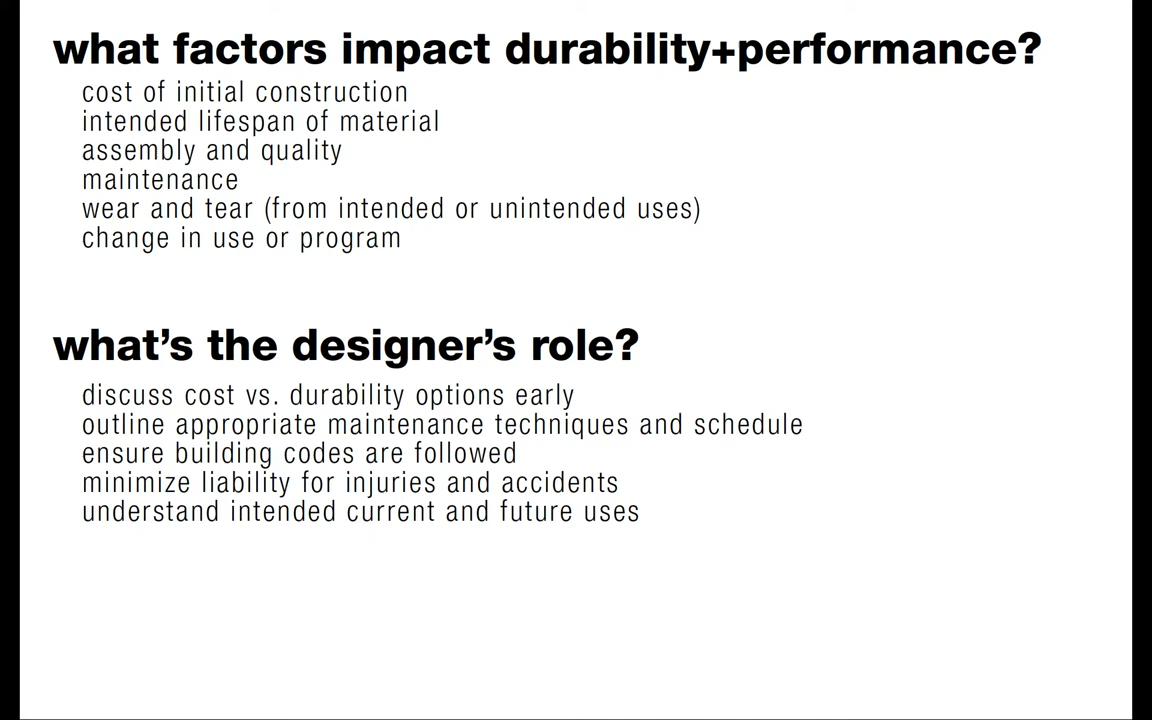 what factors impact durability+performance?
cost of initial construction
intended lifespan of material
assembly and quality
maintenance
wear and tear (from intended or unintended uses)
change in use or program
what’s the designer’s role?
discuss cost vs. durability options early
outline appropriate maintenance techniques and schedule
ensure building codes are followed
minimize liability for injuries and accidents
understand intended current and future uses